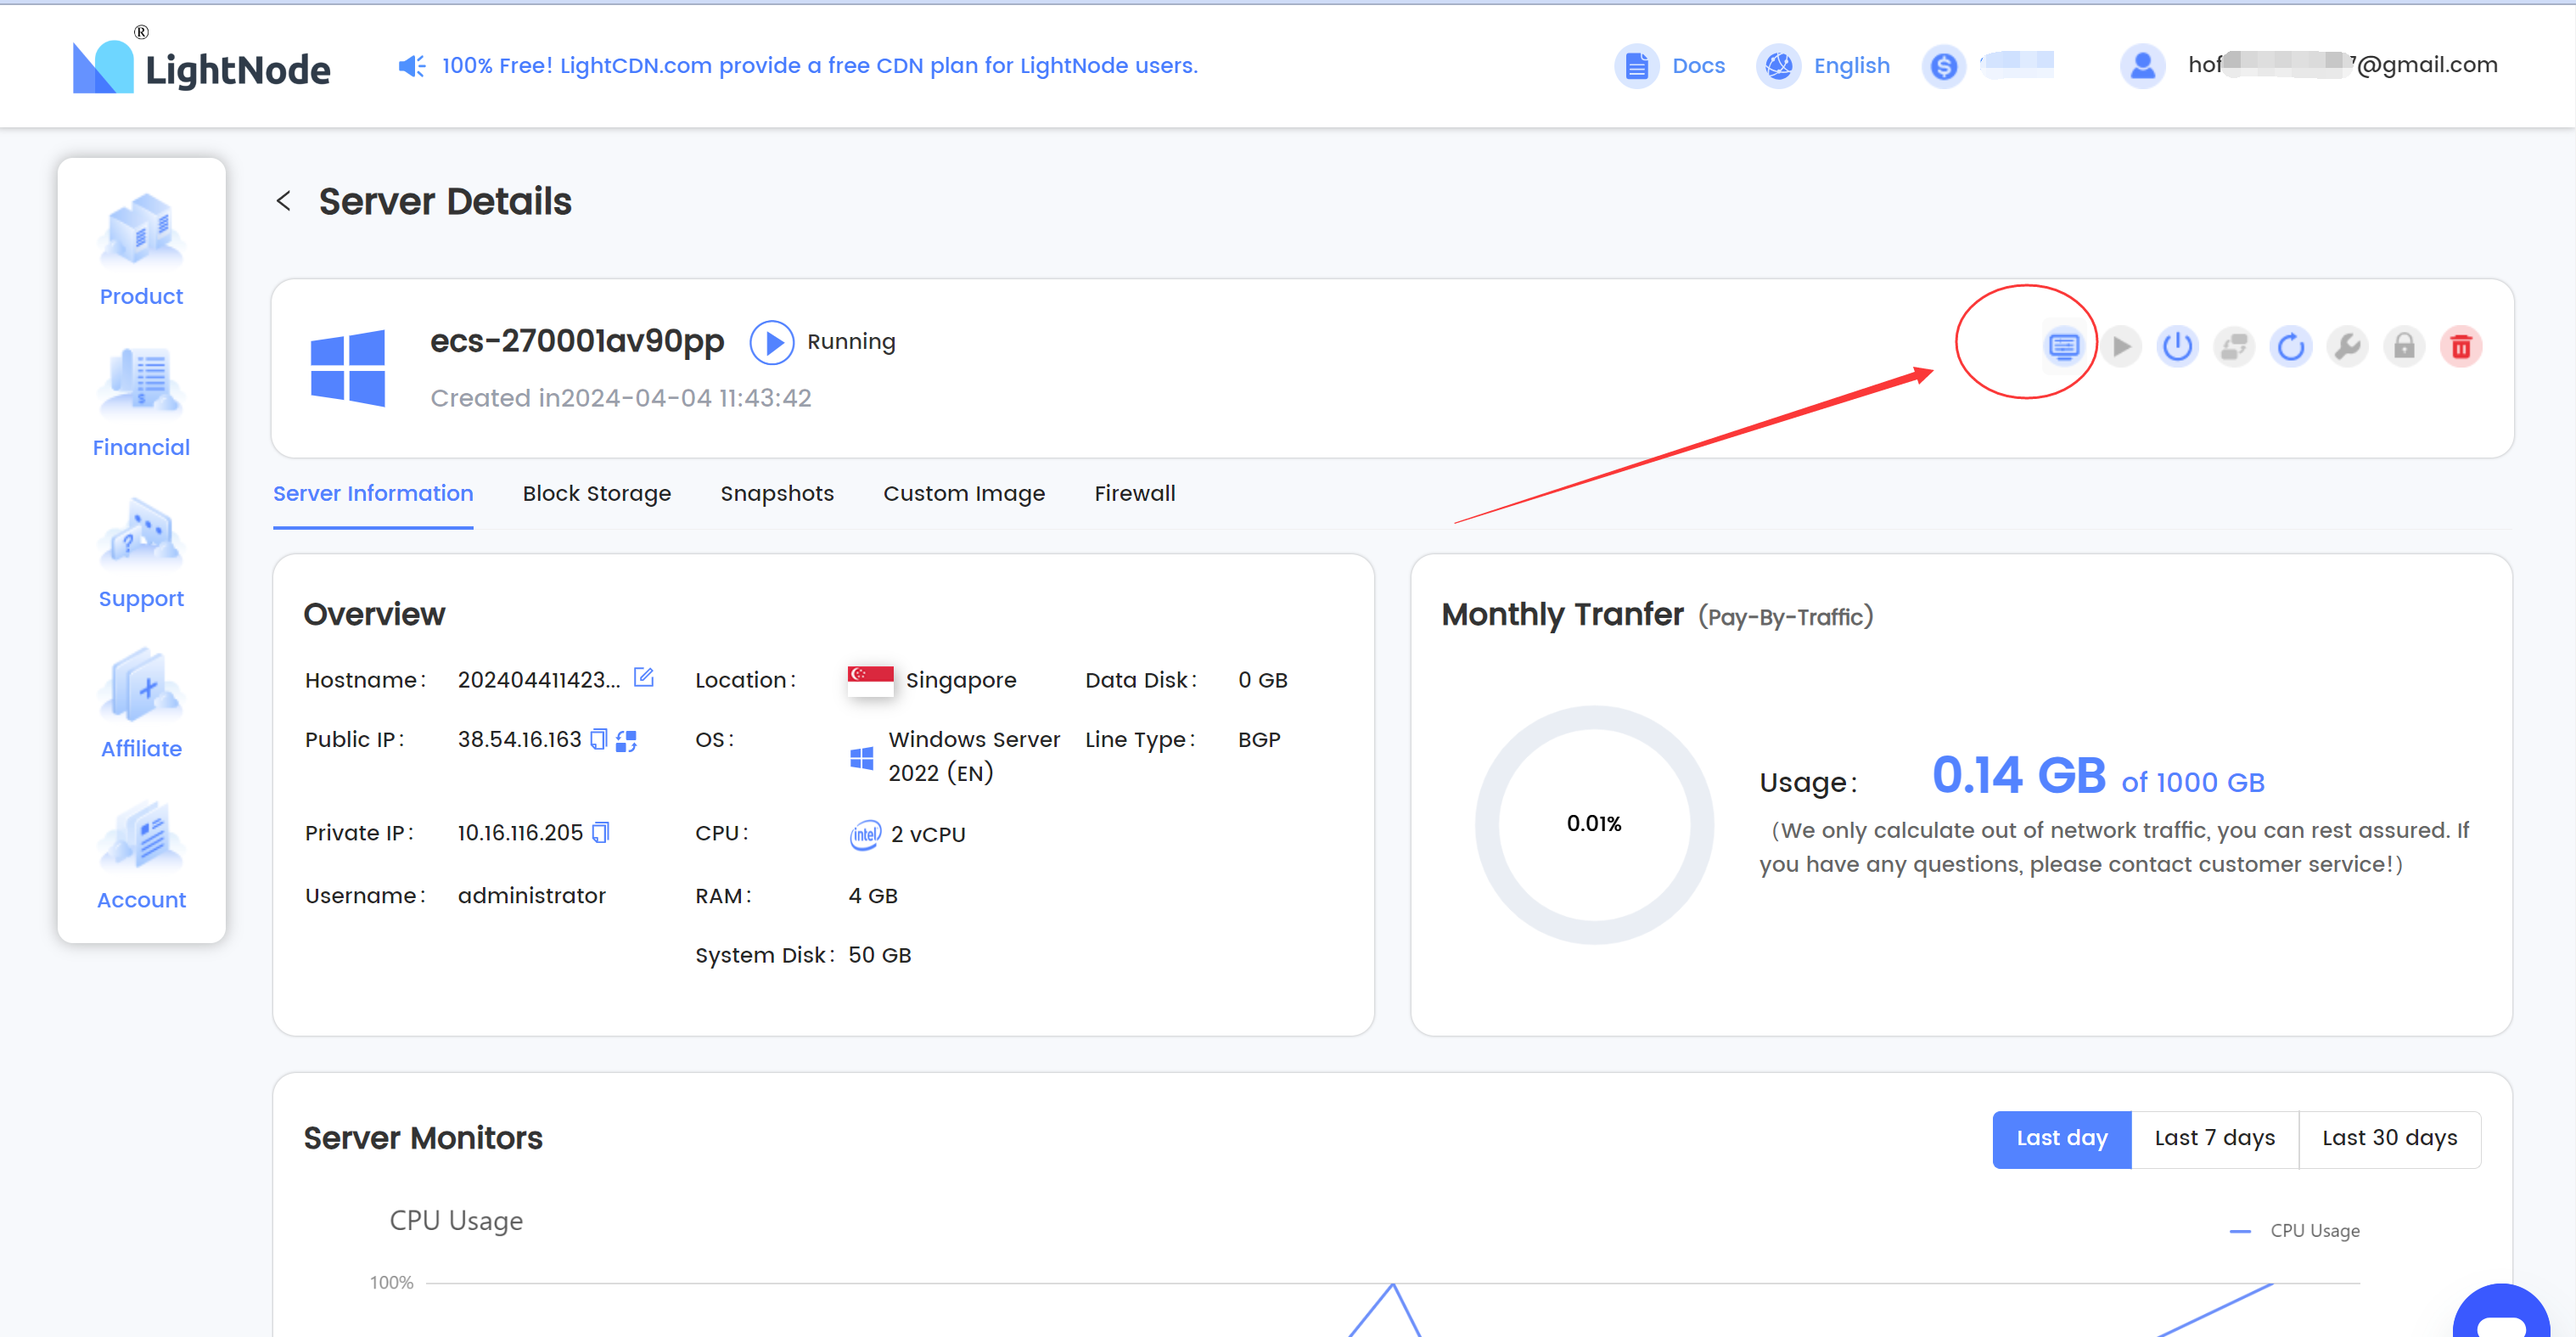 LightNode ®
100% Free! LightCDN.com provide a free CDN plan for LightNode users.
Docs
English
hof 7@gmail.com
Product
Financial
Support
Affiliate
Account
Server Details
ecs-270001av90pp
Running
Created in2024-04-04 11:43:42
Server Information
Block Storage
Snapshots
Custom Image
Firewall
Overview
Hostname: 202404411423...
Location: Singapore
Data Disk: 0 GB
Public IP: 38.54.16.163
OS: Windows Server
2022 (EN)
Line Type: BGP
Private IP: 10.16.116.205
CPU: intel 2 vCPU
Username: administrator
RAM: 4 GB
System Disk: 50 GB
Monthly Tranfer (Pay-By-Traffic)
0.01%
Usage: 0.14 GB of 1000 GB
(We only calculate out of network traffic, you can rest assured. If
you have any questions, please contact customer service!)
Server Monitors
Last day
Last 7 days
Last 30 days
CPU Usage
CPU Usage
100%